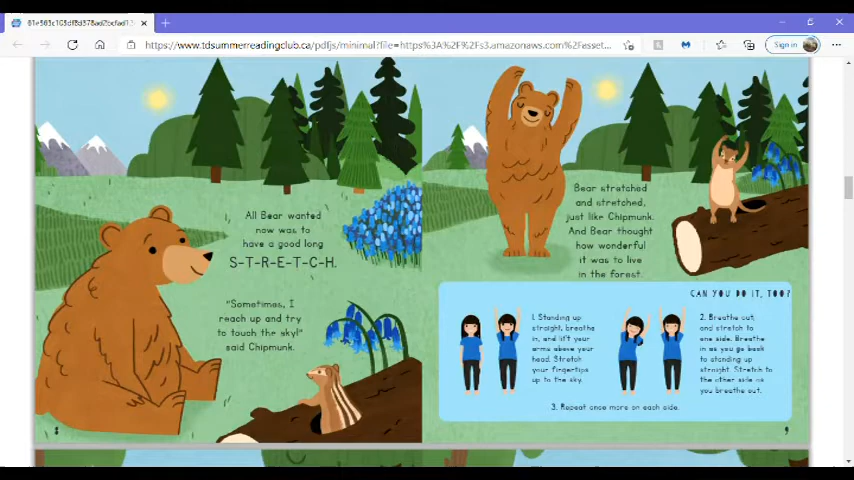 https://www.tdsummerreadingclub.ca/pdfjs/minimal?file=https%3A%2F%2Fs3.amazonaws.com%2Fasset...
Sign in
All Bear wanted
now was to
have a good long
S-T-R-E-T-C-H.
"Sometimes, I
reach up and try
to touch the sky!"
said Chipmunk.
8
Bear stretched
and stretched,
just like Chipmunk.
And Bear thought
how wonderful
it was to live
in the forest.
CAN YOU DO IT, TOO?
1. Standing up
straight, breathe
in, and lift your
arms above your
head. Stretch
your fingertips
up to the sky.
2. Breathe out,
and stretch to
one side. Breathe
in as you go back
to standing up
straight. Stretch to
the other side as
you breathe out.
3. Repeat once more on each side.
9